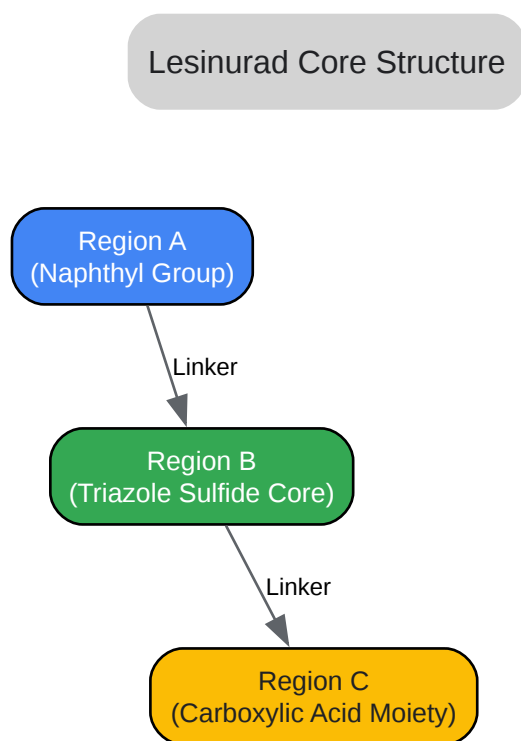 Lesinurad Core Structure
Region A
(Naphthyl Group)
Linker
Region B
(Triazole Sulfide Core)
Linker
Region C
(Carboxylic Acid Moiety)